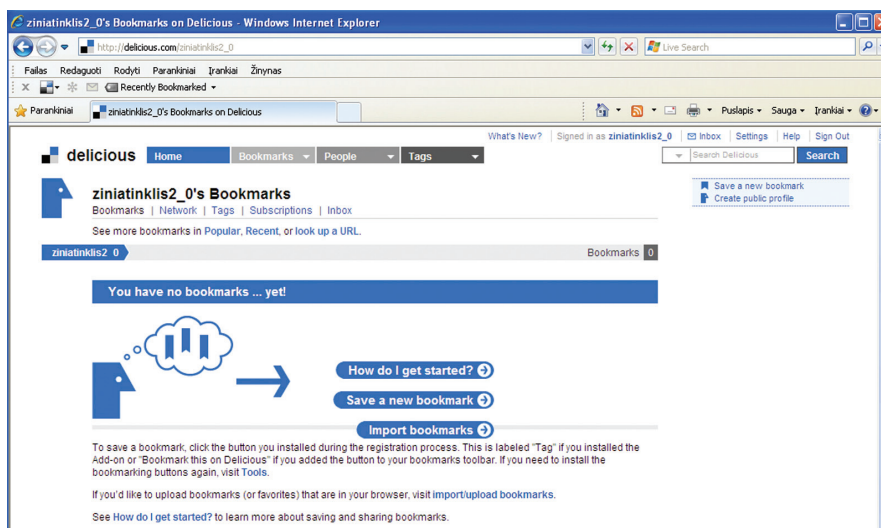 ziniatinklis2_0's Bookmarks on Delicious - Windows Internet Explorer
http://delicious.com/ziniatinklis2_0
Live Search
Failas Redaguoti Rodyti Parankiniai Įrankiai Žinynas
Recently Bookmarked
Parankiniai
ziniatinklis2_0's Bookmarks on Delicious
Puslapis Sauga Įrankiai
What's New? Signed in as ziniatinklis2_0 Inbox Settings Help Sign Out
delicious Home Bookmarks People Tags
Search Delicious Search
ziniatinklis2_0's Bookmarks
Save a new bookmark
Create public profile
Bookmarks | Network | Tags | Subscriptions | Inbox
See more bookmarks in Popular, Recent, or look up a URL.
ziniatinklis2 0 Bookmarks 0
You have no bookmarks ... yet!
How do I get started?
Save a new bookmark
Import bookmarks
To save a bookmark, click the button you installed during the registration process. This is labeled "Tag" if you installed the
Add-on or "Bookmark this on Delicious" if you added the button to your bookmarks toolbar. If you need to install the
bookmarking buttons again, visit Tools.
If you'd like to upload bookmarks (or favorites) that are in your browser, visit import/upload bookmarks.
See How do I get started? to learn more about saving and sharing bookmarks.